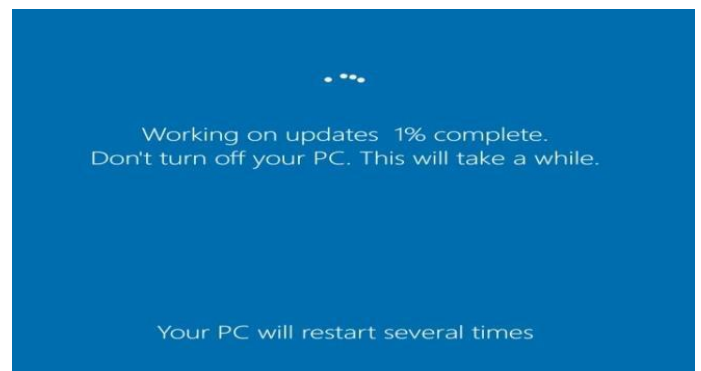 Working on updates 1% complete.
Don't turn off your PC. This will take a while.
Your PC will restart several times